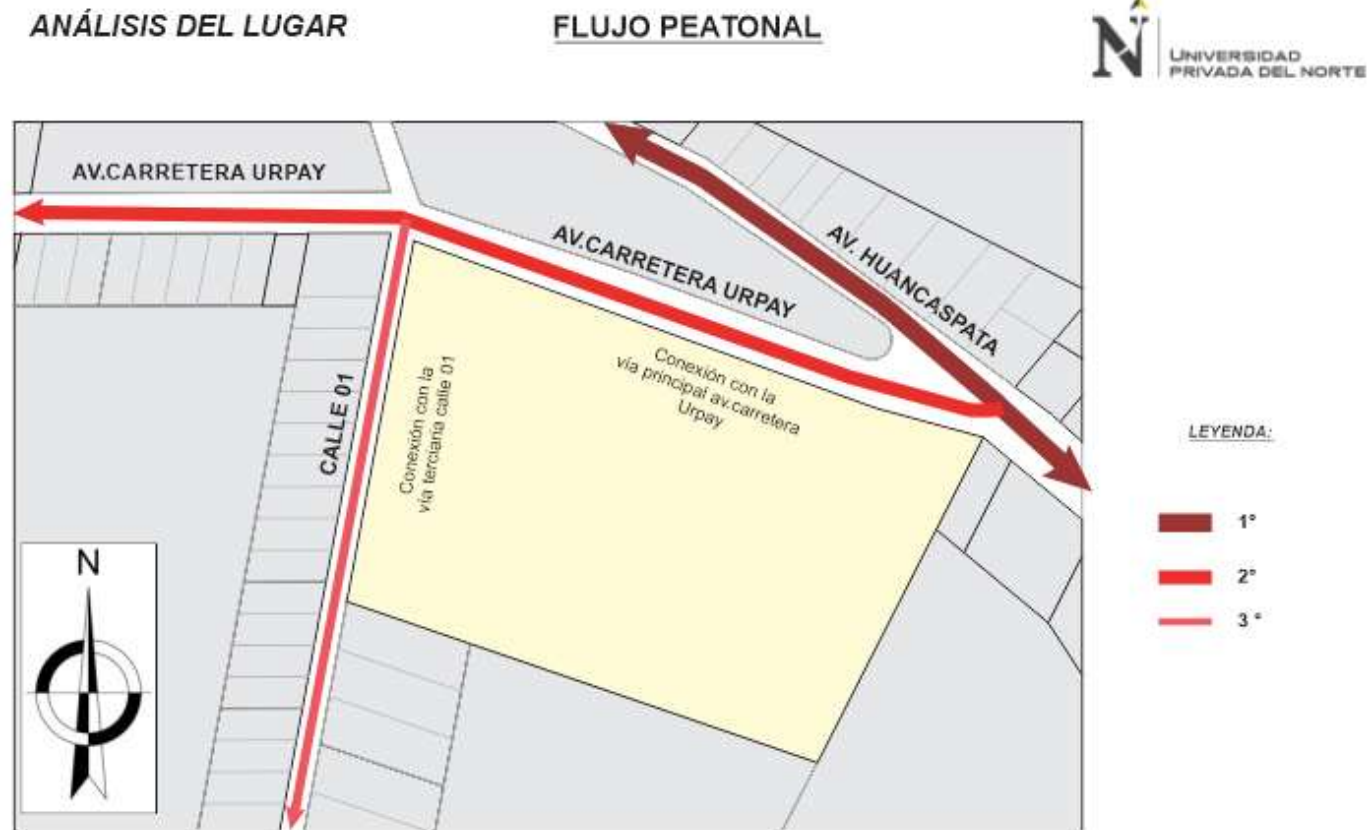 ANÁLISIS DEL LUGAR
FLUJO PEATONAL
N
UNIVERSIDAD
PRIVADA DEL NORTE
AV.CARRETERA URPAY
AV.CARRETERA URPAY
AV. HUANCASPATA
Conexión con la
vía principal av.carretera
Urpay
Conexión con la
vía terciaria calle 01
CALLE 01
N
LEYENDA:
1°
2°
3 °